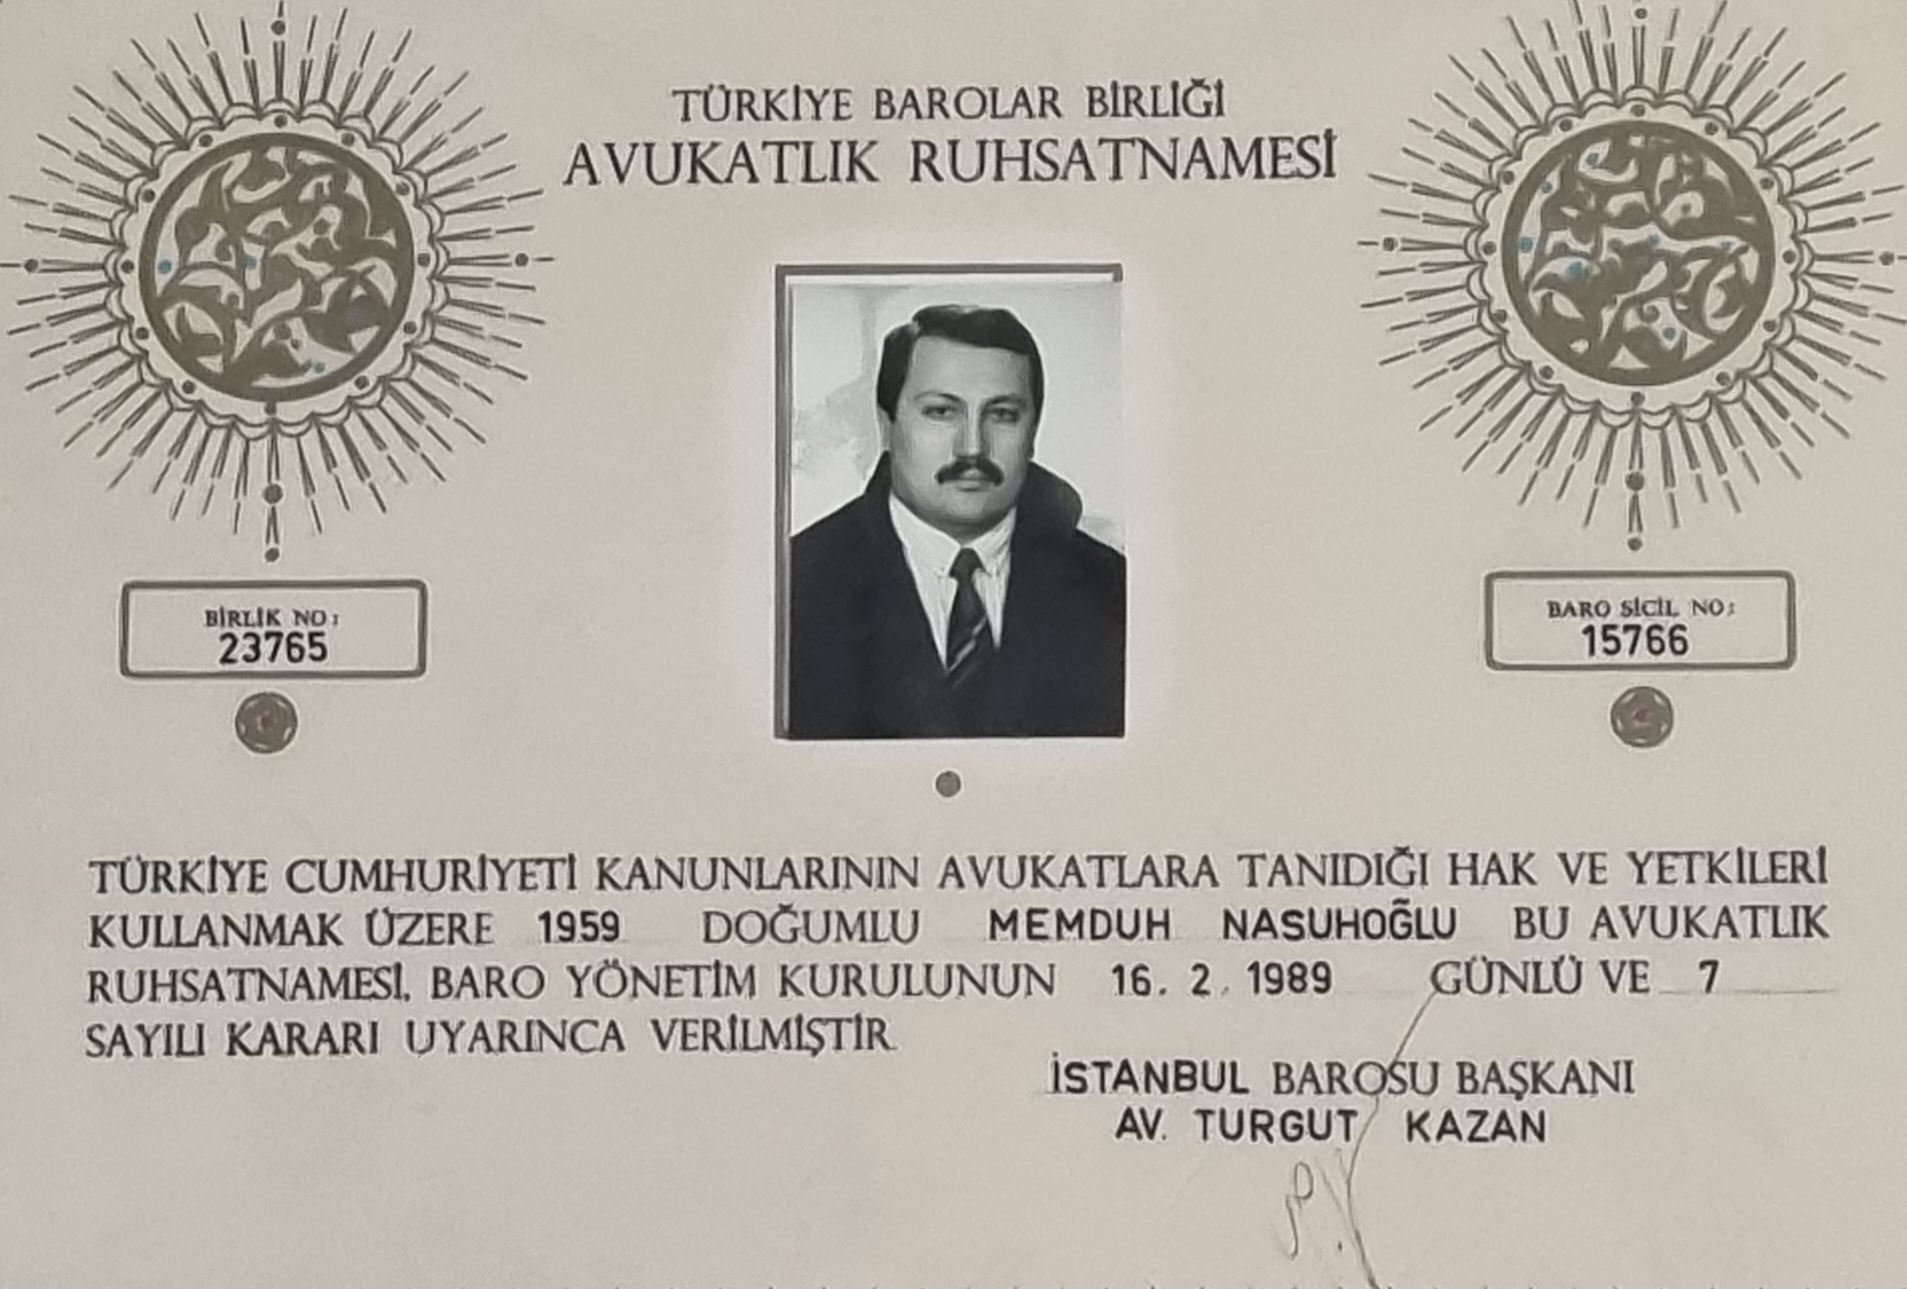 TÜRKİYE BAROLAR BİRLİĞİ
AVUKATLIK RUHSATNAMESİ
BİRLİK NO:
23765
BARO SİCİL NO:
15766
TÜRKİYE CUMHURİYETİ KANUNLARININ AVUKATLARA TANIDIĞI HAK VE YETKİLERİ
KULLANMAK ÜZERE 1959 DOĞUMLU MEMDUH NASUHOĞLU BU AVUKATLIK
RUHSATNAMESİ, BARO YÖNETİM KURULUNUN 16. 2. 1989 GÜNLÜ VE 7
SAYILI KARARI UYARINCA VERİLMİŞTİR
İSTANBUL BAROSU BAŞKANI
AV. TURGUT KAZAN